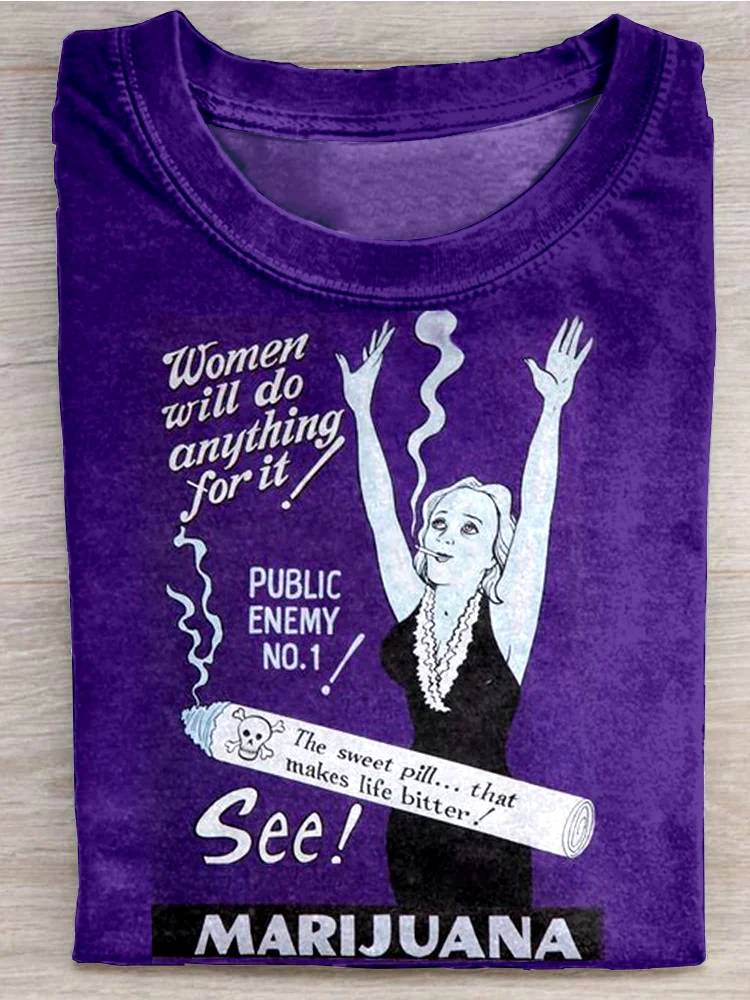 Women
will do
anything
for it!
PUBLIC
ENEMY
NO.1!
The sweet pill... that
makes life bitter!
See!
MARIJUANA